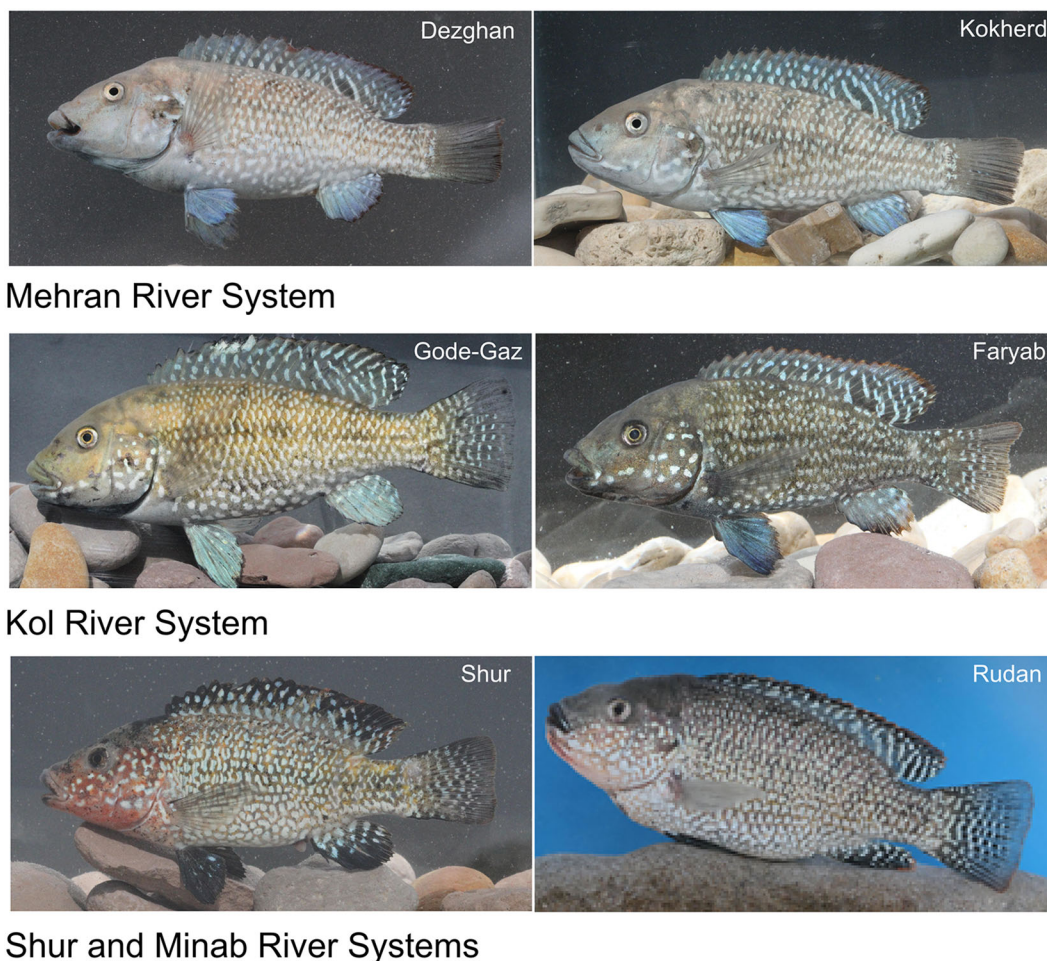 Dezghan
Kokherd
Mehran River System
Gode-Gaz
Faryab
Kol River System
Shur
Rudan
Shur and Minab River Systems